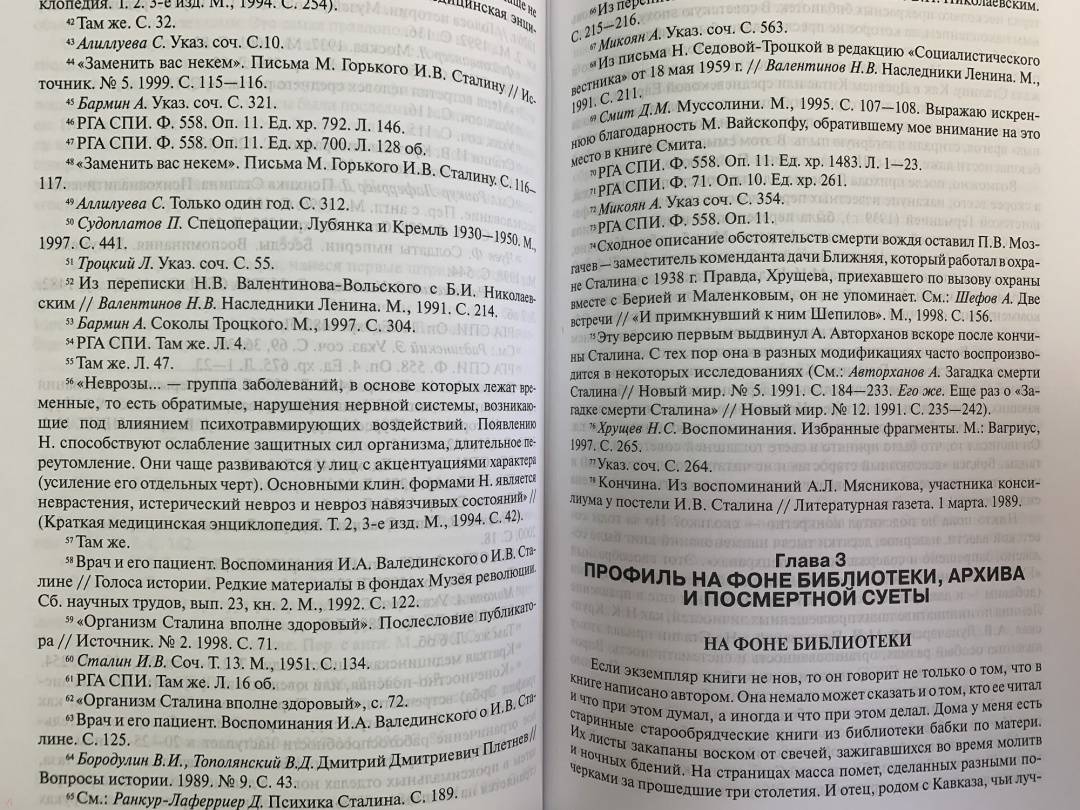 клопедия. Т. 2, 3-е изд. М., 1994. С. 254).
42 Там же. С. 32.
43 Алиллуева С. Указ. соч. С.10.
44 «Заменить вас некем». Письма М. Горького И.В. Сталину // Ис-
точник. № 5. 1999. С. 115—116.
45 Бармин А. Указ. соч. С. 321.
46 РГА СПИ. Ф. 558. Оп. 11. Ед. хр. 792. Л. 146.
47 РГА СПИ. Ф. 558. Оп. 11. Ед. хр. 700. Л. 128 об.
48 «Заменить вас некем». Письма М. Горького И.В. Сталину. С. 116—
117.
49 Аллилуева С. Только один год. С. 312.
50 Судоплатов П. Спецоперации. Лубянка и Кремль 1930—1950. М.,
1997. С. 441.
51 Троцкий Л. Указ. соч. С. 55.
52 Из переписки Н.В. Валентинова-Вольского с Б.И. Николаев-
ским // Валентинов Н.В. Наследники Ленина. М., 1991. С. 214.
53 Бармин А. Соколы Троцкого. М., 1997. С. 304.
54 РГА СПИ. Там же. Л. 4.
55 Там же. Л. 47.
56 «Неврозы... — группа заболеваний, в основе которых лежат вре-
менные, то есть обратимые, нарушения нервной системы, возникаю-
щие под влиянием психотравмирующих воздействий. Появлению
Н. способствуют ослабление защитных сил организма, длительное пе-
реутомление. Они чаще развиваются у лиц с акцентуациями характера
(усиление его отдельных черт). Основными клин. формами Н. является
неврастения, истерический невроз и невроз навязчивых состояний» //
(Краткая медицинская энциклопедия. Т. 2, 3-е изд. М., 1994. С. 42).
57 Там же.
58 Врач и его пациент. Воспоминания И.А. Валединского о И.В. Ста-
лине // Голоса истории. Редкие материалы в фондах Музея революции.
Сб. научных трудов, вып. 23, кн. 2. М., 1992. С. 122.
59 «Организм Сталина вполне здоровый». Послесловие публикато-
ра // Источник. № 2. 1998. С. 71.
60 Сталин И.В. Соч. Т. 13. М., 1951. С. 134.
61 РГА СПИ. Там же. Л. 16 об.
62 «Организм Сталина вполне здоровый», с. 72.
63 Врач и его пациент. Воспоминания И.А. Валединского о И.В. Ста-
лине. С. 125.
64 Бородулин В.И., Тополянский В.Д. Дмитрий Дмитриевич Плетнев //
Вопросы истории. 1989. № 9. С. 43.
65 См.: Ранкур-Лаферриер Д. Психика Сталина. С. 189.
66 Из перепи
С. 215—216.
67 Микоян А. Указ. соч. С. 563.
68 Из письма Н. Седовой-Троцкой в редакцию «Социалистического
вестника» от 18 мая 1959 г. // Валентинов Н.В. Наследники Ленина. М.,
1991. С. 211.
69 Смит Д.М. Муссолини. М., 1995. С. 107—108. Выражаю искрен-
нюю благодарность М. Вайскопфу, обратившему мое внимание на это
место в книге Смита.
70 РГА СПИ. Ф. 558. Оп. 11. Ед. хр. 1483. Л. 1—23.
71 РГА СПИ. Ф. 71. Оп. 10. Ед. хр. 261.
72 Микоян А. Указ соч. С. 354.
73 РГА СПИ. Ф. 558. Оп. 11.
74 Сходное описание обстоятельств смерти вождя оставил П.В. Моз-
гачев — заместитель коменданта дачи Ближняя, который работал в охра-
не Сталина с 1938 г. Правда, Хрущева, приехавшего по вызову охраны
вместе с Берией и Маленковым, он не упоминает. См.: Шефов А. Две
встречи // «И примкнувший к ним Шепилов». М., 1998. С. 156.
75 Эту версию первым выдвинул А. Авторханов вскоре после кончи-
ны Сталина. С тех пор она в разных модификациях часто воспроизво-
дится в некоторых исследованиях (См.: Авторханов А. Загадка смерти
Сталина // Новый мир. № 5. 1991. С. 184—233. Его же. Еще раз о «За-
гадке смерти Сталина» // Новый мир. № 12. 1991. С. 235—242).
76 Хрущев Н.С. Воспоминания. Избранные фрагменты. М.: Вагриус,
1997. С. 265.
77 Указ. соч. С. 264.
78 Кончина. Из воспоминаний А.Л. Мясникова, участника конси-
лиума у постели И.В. Сталина // Литературная газета. 1 марта. 1989.
Глава 3
ПРОФИЛЬ НА ФОНЕ БИБЛИОТЕКИ, АРХИВА
И ПОСМЕРТНОЙ СУЕТЫ
НА ФОНЕ БИБЛИОТЕКИ
Если экземпляр книги не нов, то он говорит не только о том, что в
книге написано автором. Она немало может сказать и о том, кто ее читал
и что при этом думал, а иногда и что при этом делал. Дома у меня есть
старинные старообрядческие книги из библиотеки бабки по матери.
Их листы закапаны воском от свечей, зажигавшихся во время молитв
и ночных бдений. На страницах масса помет, сделанных разными по-
черками за прошедшие три столетия. И отец, родом с Кавказа, чьи луч-